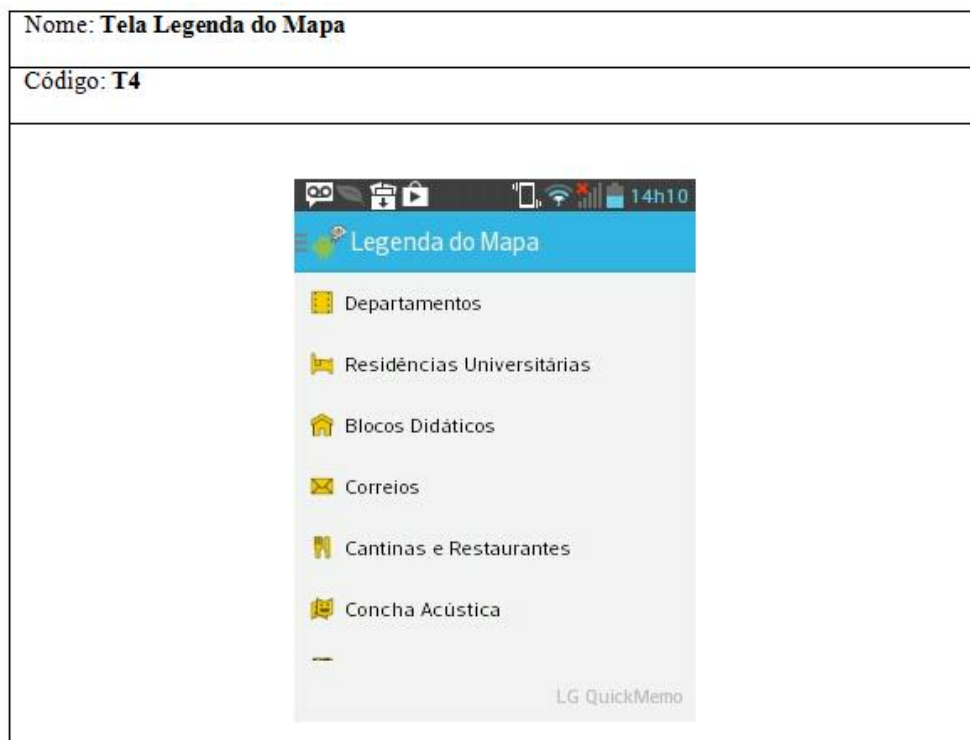 Nome: Tela Legenda do Mapa
Código: T4
14h10
Legenda do Mapa
Departamentos
Residências Universitárias
Blocos Didáticos
Correios
Cantinas e Restaurantes
Concha Acústica
LG QuickMemo